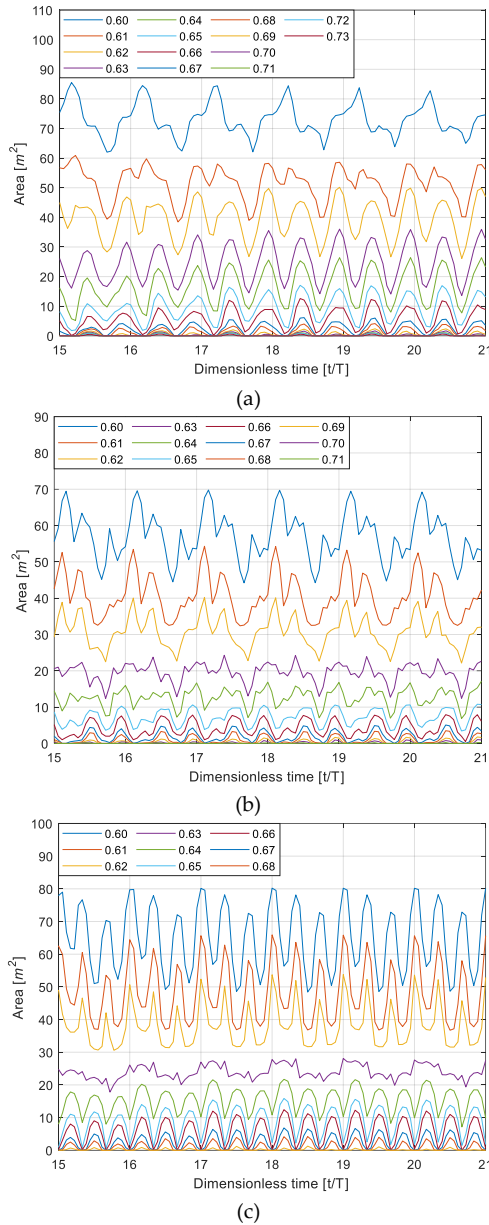 110
100
90
80
70
60
50
40
30
20
10
0
Area [m²]
0.60 0.64 0.68 0.72
0.61 0.65 0.69 0.73
0.62 0.66 0.70
0.63 0.67 0.71
15 16 17 18 19 20 21
Dimensionless time [t/T]
(a)
90
80
70
60
50
40
30
20
10
0
Area [m²]
0.60 0.63 0.66 0.69
0.61 0.64 0.67 0.70
0.62 0.65 0.68 0.71
15 16 17 18 19 20 21
Dimensionless time [t/T]
(b)
100
90
80
70
60
50
40
30
20
10
0
Area [m²]
0.60 0.63 0.66
0.61 0.64 0.67
0.62 0.65 0.68
15 16 17 18 19 20 21
Dimensionless time [t/T]
(c)